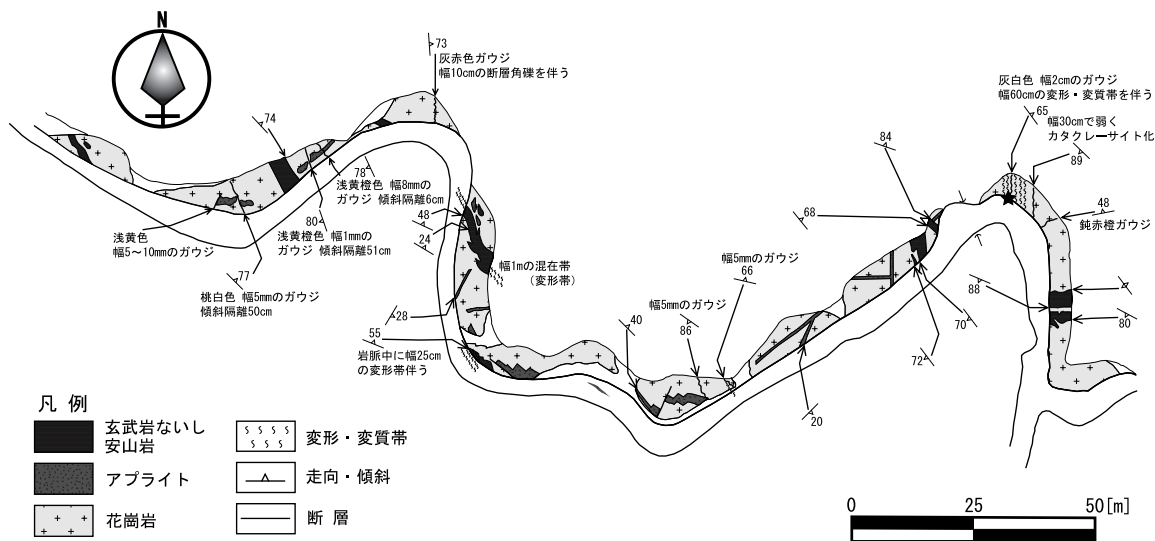 N
73
灰赤色ガウジ
幅10cmの断層角礫を伴う
74
78
浅黄橙色 幅8mmの
ガウジ 傾斜隔離6cm
80
浅黄橙色 幅1mmの
ガウジ 傾斜隔離51cm
浅黄色
幅5～10mmのガウジ
77
桃白色 幅5mmのガウジ
傾斜隔離50cm
48
24
幅1mの混在帯
（変形帯）
28
55
岩脈中に幅25cm
の変形帯伴う
40
幅5mmのガウジ
86
幅5mmのガウジ
66
68
84
20
72
70
88
灰白色 幅2cmのガウジ
幅60cmの変形・変質帯を伴う
65
幅30cmで弱く
カタクレーサイト化
89
48
鈍赤橙ガウジ
80
凡 例
玄武岩ないし
安山岩
アプライト
花崗岩
変形・変質帯
走向・傾斜
断 層
0 25 50[m]